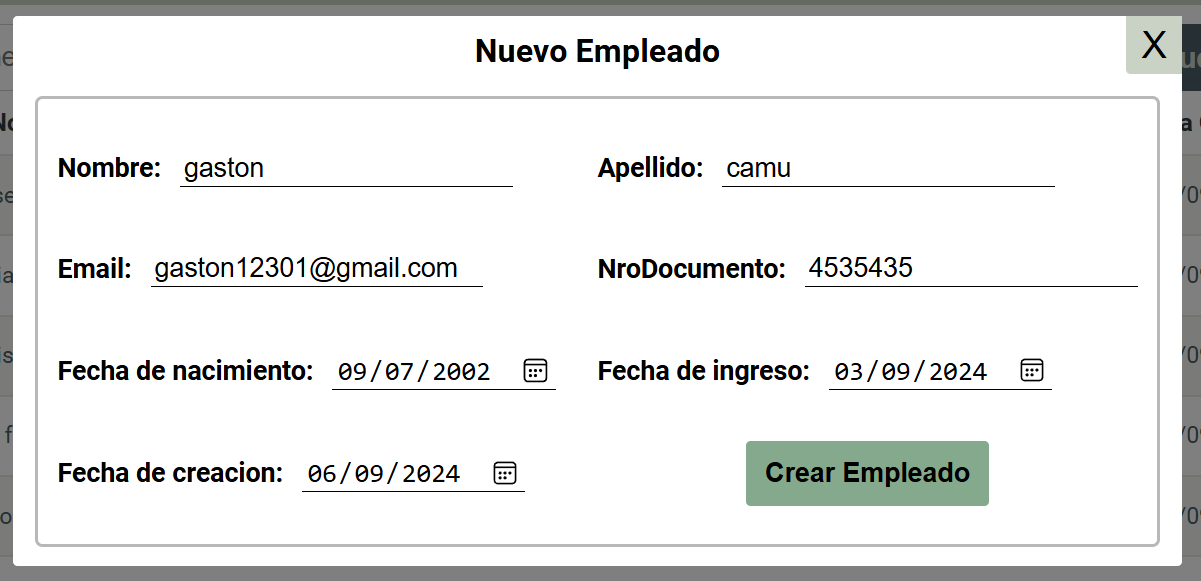 Nuevo Empleado X
Nombre: gaston Apellido: camu
Email: gaston12301@gmail.com NroDocumento: 4535435
Fecha de nacimiento: 09/07/2002 Fecha de ingreso: 03/09/2024
Fecha de creacion: 06/09/2024 Crear Empleado